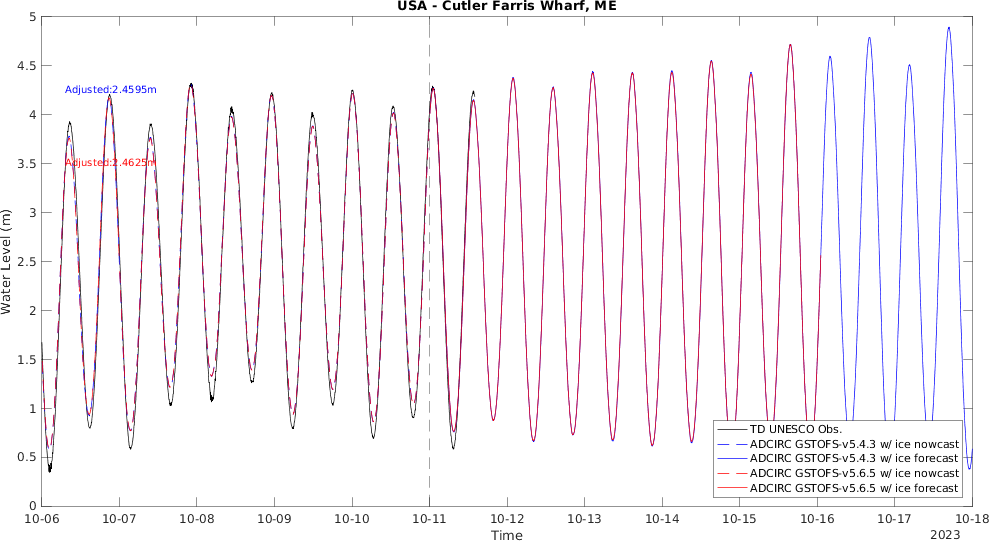 USA - Cutler Farris Wharf, ME
5
4.5
4
3.5
3
2.5
2
1.5
1
0.5
0
Water Level (m)
Adjusted:2.4595m
Adjusted:2.4625m
TD UNESCO Obs.
ADCIRC GSTOFS-v5.4.3 w/ ice nowcast
ADCIRC GSTOFS-v5.4.3 w/ ice forecast
ADCIRC GSTOFS-v5.6.5 w/ ice nowcast
ADCIRC GSTOFS-v5.6.5 w/ ice forecast
10-06 10-07 10-08 10-09 10-10 10-11 10-12 10-13 10-14 10-15 10-16 10-17 10-18
Time
2023